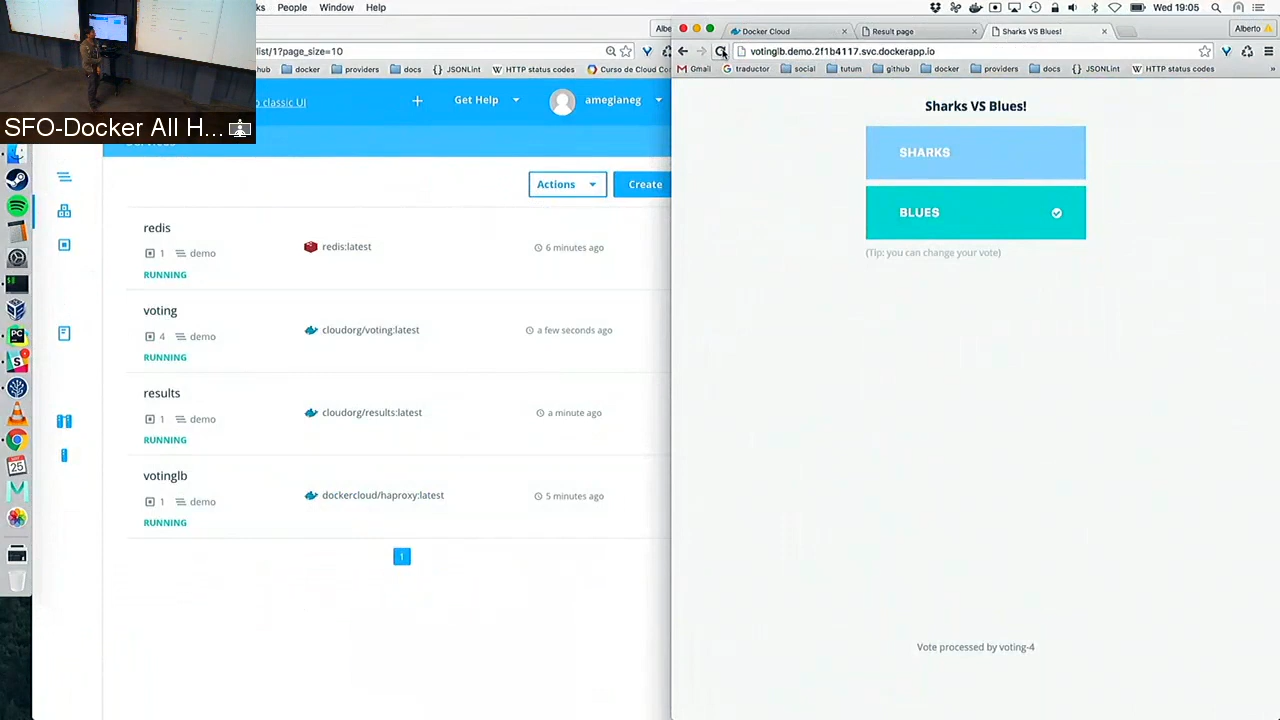 ks People Window Help
Wed 19:05
SFO-Docker All H...
Albe
list/1?page_size=10
docker providers docs {} JSONLint HTTP status codes Curso de Cloud Co
o classic UI
Get Help
ameglaneg
Services
Actions
Create
redis
1 demo
redis:latest
6 minutes ago
RUNNING
voting
4 demo
cloudorg/voting:latest
a few seconds ago
RUNNING
results
1 demo
cloudorg/results:latest
a minute ago
RUNNING
votinglb
1 demo
dockercloud/haproxy:latest
5 minutes ago
RUNNING
1
Docker Cloud
Result page
Sharks VS Blues!
Alberto
votinglb.demo.2f1b4117.svc.dockerapp.io
Gmail traductor social tutum github docker providers docs {} JSONLint HTTP status codes
Sharks VS Blues!
SHARKS
BLUES
(Tip: you can change your vote)
Vote processed by voting-4
25